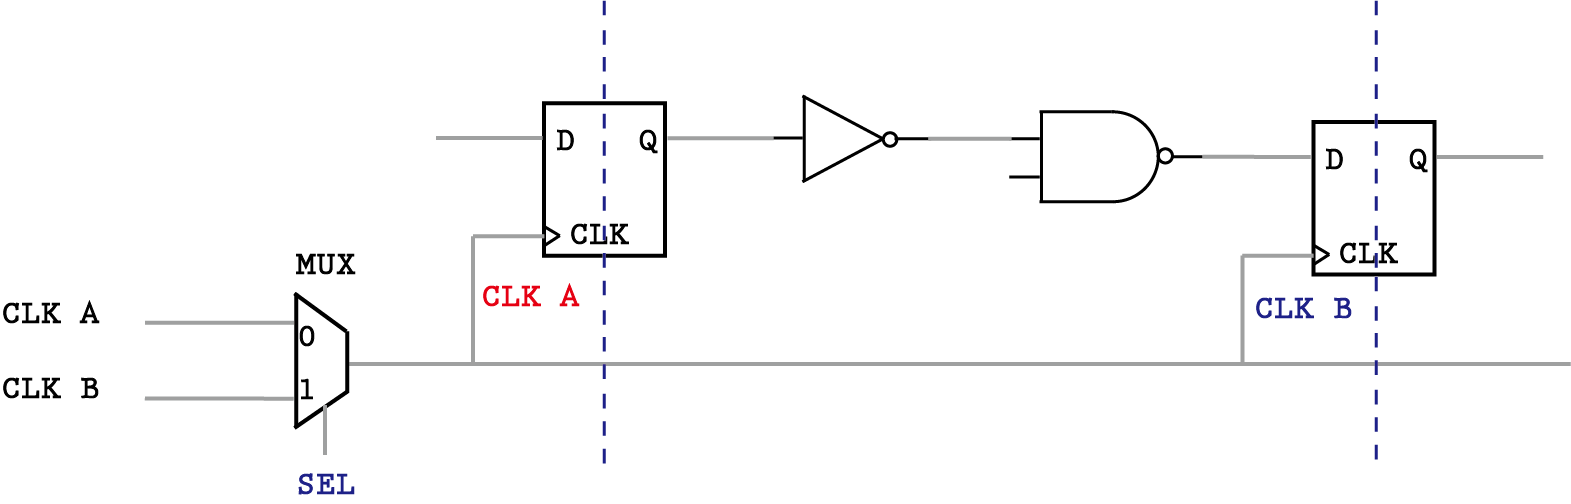 D Q
D Q
CLK
CLK
MUX
CLK A
CLK B
CLK A
0
CLK B
1
SEL